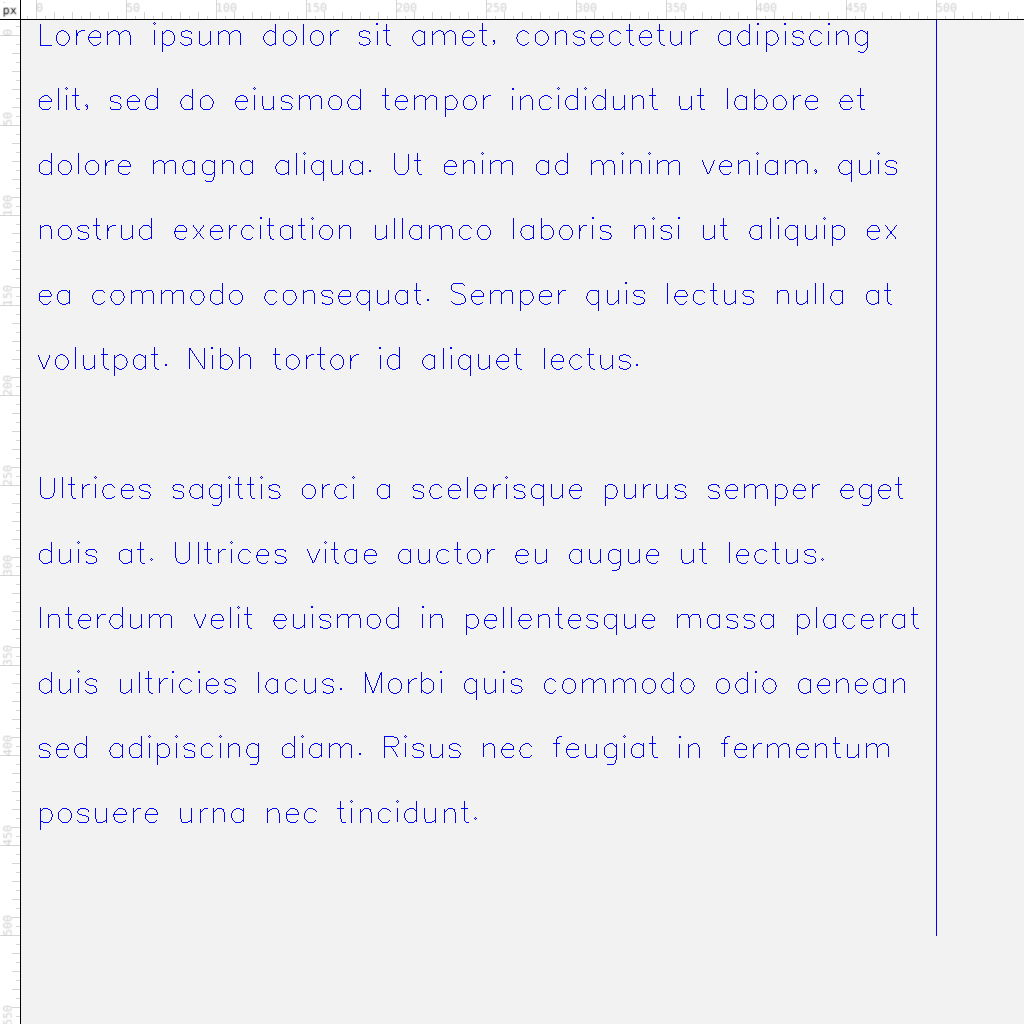 px
0 50 100 150 200 250 300 350 400 450 500
Lorem ipsum dolor sit amet, consectetur adipiscing
elit, sed do eiusmod tempor incididunt ut labore et
dolore magna aliqua. Ut enim ad minim veniam, quis
nostrud exercitation ullamco laboris nisi ut aliquip ex
ea commodo consequat. Semper quis lectus nulla at
volutpat. Nibh tortor id aliquet lectus.
Ultrices sagittis orci a scelerisque purus semper eget
duis at. Ultrices vitae auctor eu augue ut lectus.
Interdum velit euismod in pellentesque massa placerat
duis ultricies lacus. Morbi quis commodo odio aenean
sed adipiscing diam. Risus nec feugiat in fermentum
posuere urna nec tincidunt.
0
50
100
150
200
250
300
350
400
450
500
550